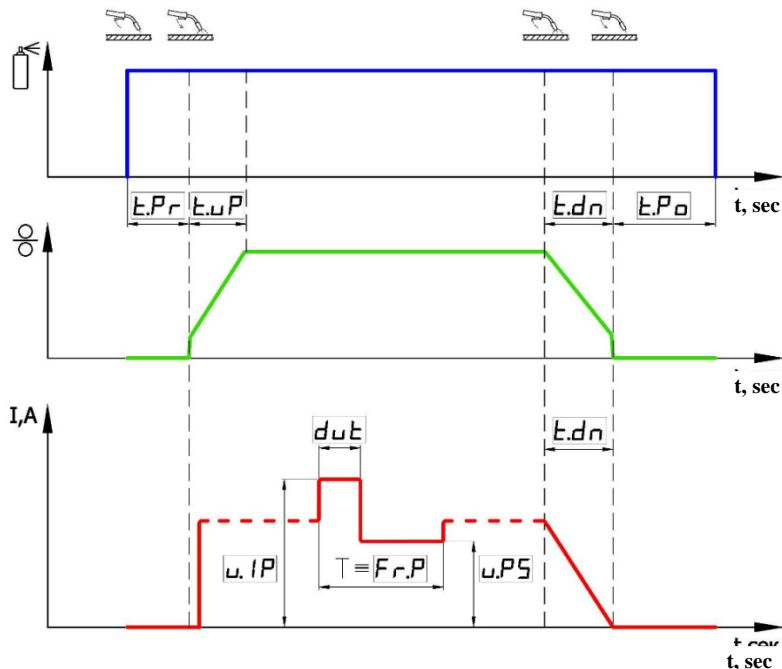 t.Pr t.uP t.dn t.Po t, sec
t, sec
I,A
dut t.dn
u.1P T ≡ Fr.P u.PS
t, sec